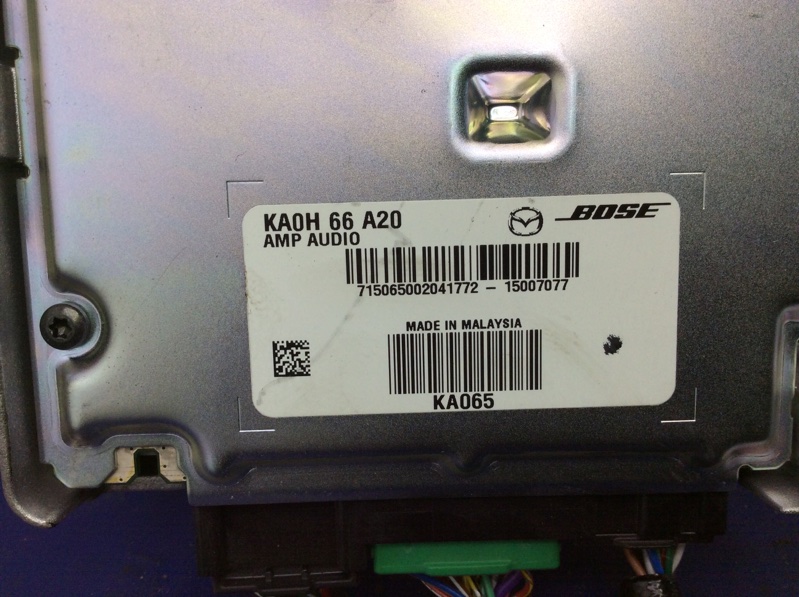 KA0H 66 A20
BOSE
AMP AUDIO
715065002041772 - 15007077
MADE IN MALAYSIA
KA065